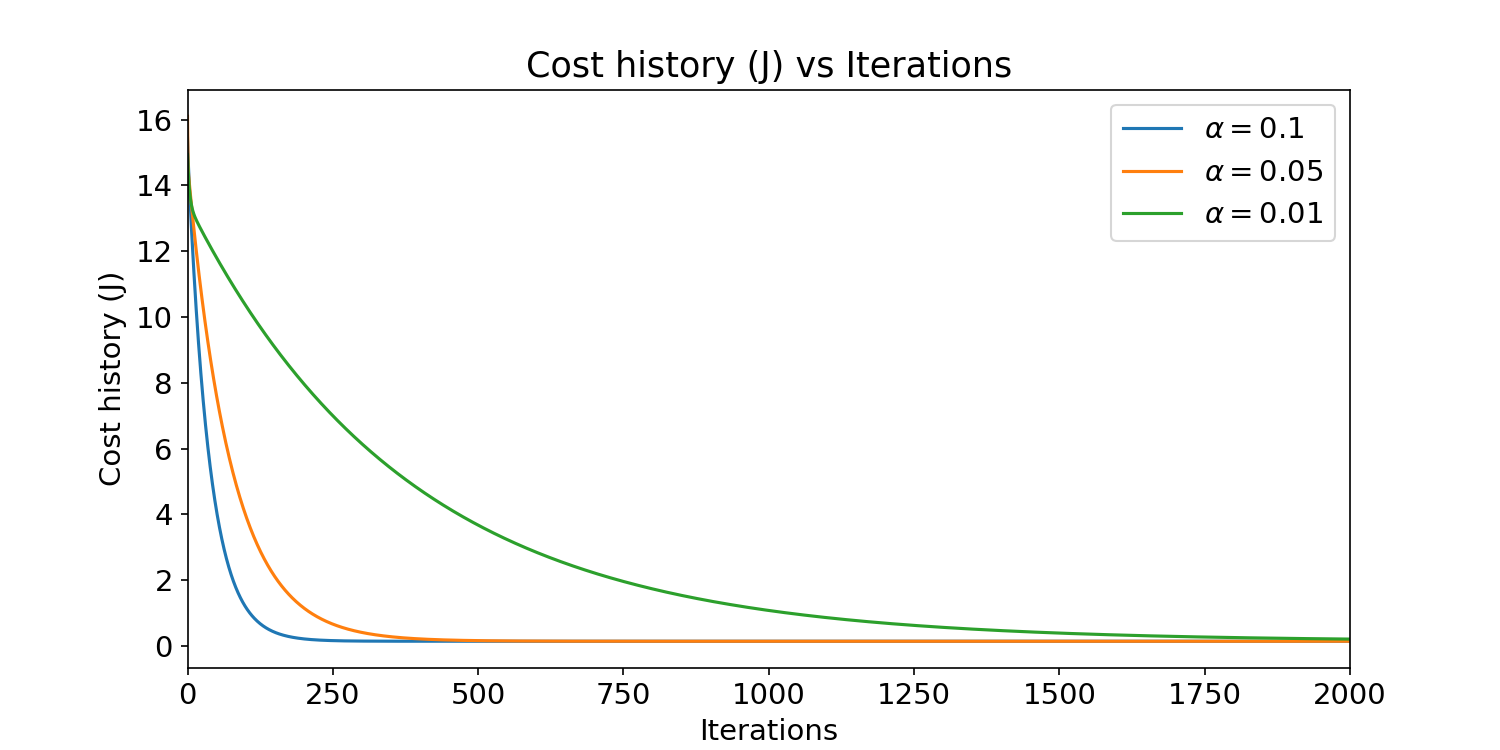 Cost history (J) vs Iterations
16
14
12
10
8
6
4
2
0
Cost history (J)
α = 0.1
α = 0.05
α = 0.01
0 250 500 750 1000 1250 1500 1750 2000
Iterations